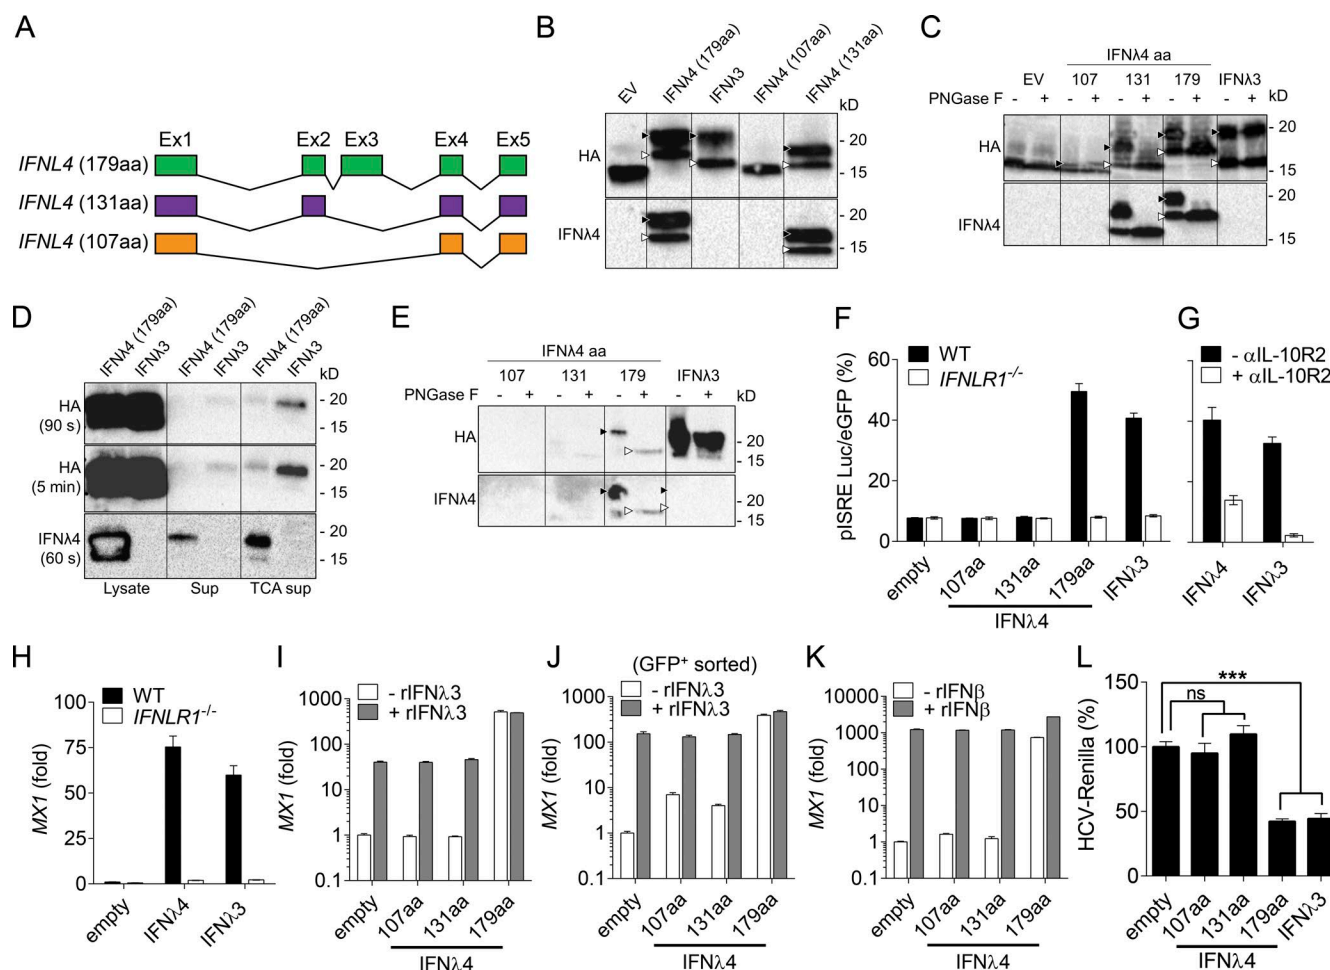 A
Ex1 Ex2 Ex3 Ex4 Ex5
IFNL4 (179aa)
IFNL4 (131aa)
IFNL4 (107aa)
B
EV
IFNλ4 (179aa)
IFNλ3
IFNλ4 (107aa)
IFNλ4 (131aa)
kD
HA
- 20
- 15
IFNλ4
- 20
- 15
C
IFNλ4 aa
EV 107 131 179 IFNλ3
PNGase F - + - + - + - + - + kD
HA
- 20
- 15
IFNλ4
- 20
- 15
D
IFNλ4 (179aa)
IFNλ3
IFNλ4 (179aa)
IFNλ3
IFNλ4 (179aa)
IFNλ3
kD
HA
(90 s)
- 20
- 15
HA
(5 min)
- 20
- 15
IFNλ4
(60 s)
- 20
- 15
Lysate Sup TCA sup
E
IFNλ4 aa
107 131 179 IFNλ3
PNGase F - + - + - + - + kD
HA
- 20
- 15
IFNλ4
- 20
- 15
F
WT
IFNLR1-/-
pISRE Luc/eGFP (%)
60
40
20
0
empty
107aa
131aa
179aa
IFNλ3
IFNλ4
G
- αIL-10R2
+ αIL-10R2
IFNλ4
IFNλ3
H
WT
IFNLR1-/-
MX1 (fold)
100
75
50
25
0
empty
IFNλ4
IFNλ3
I
- rIFNλ3
+ rIFNλ3
MX1 (fold)
1000
100
10
1
0.1
empty
107aa
131aa
179aa
IFNλ4
J
(GFP+ sorted)
- rIFNλ3
+ rIFNλ3
MX1 (fold)
1000
100
10
1
0.1
empty
107aa
131aa
179aa
IFNλ4
K
- rIFNβ
+ rIFNβ
MX1 (fold)
10000
1000
100
10
1
0.1
empty
107aa
131aa
179aa
IFNλ4
L
***
ns
HCV-Renilla (%)
150
100
50
0
empty
107aa
131aa
179aa
IFNλ3
IFNλ4